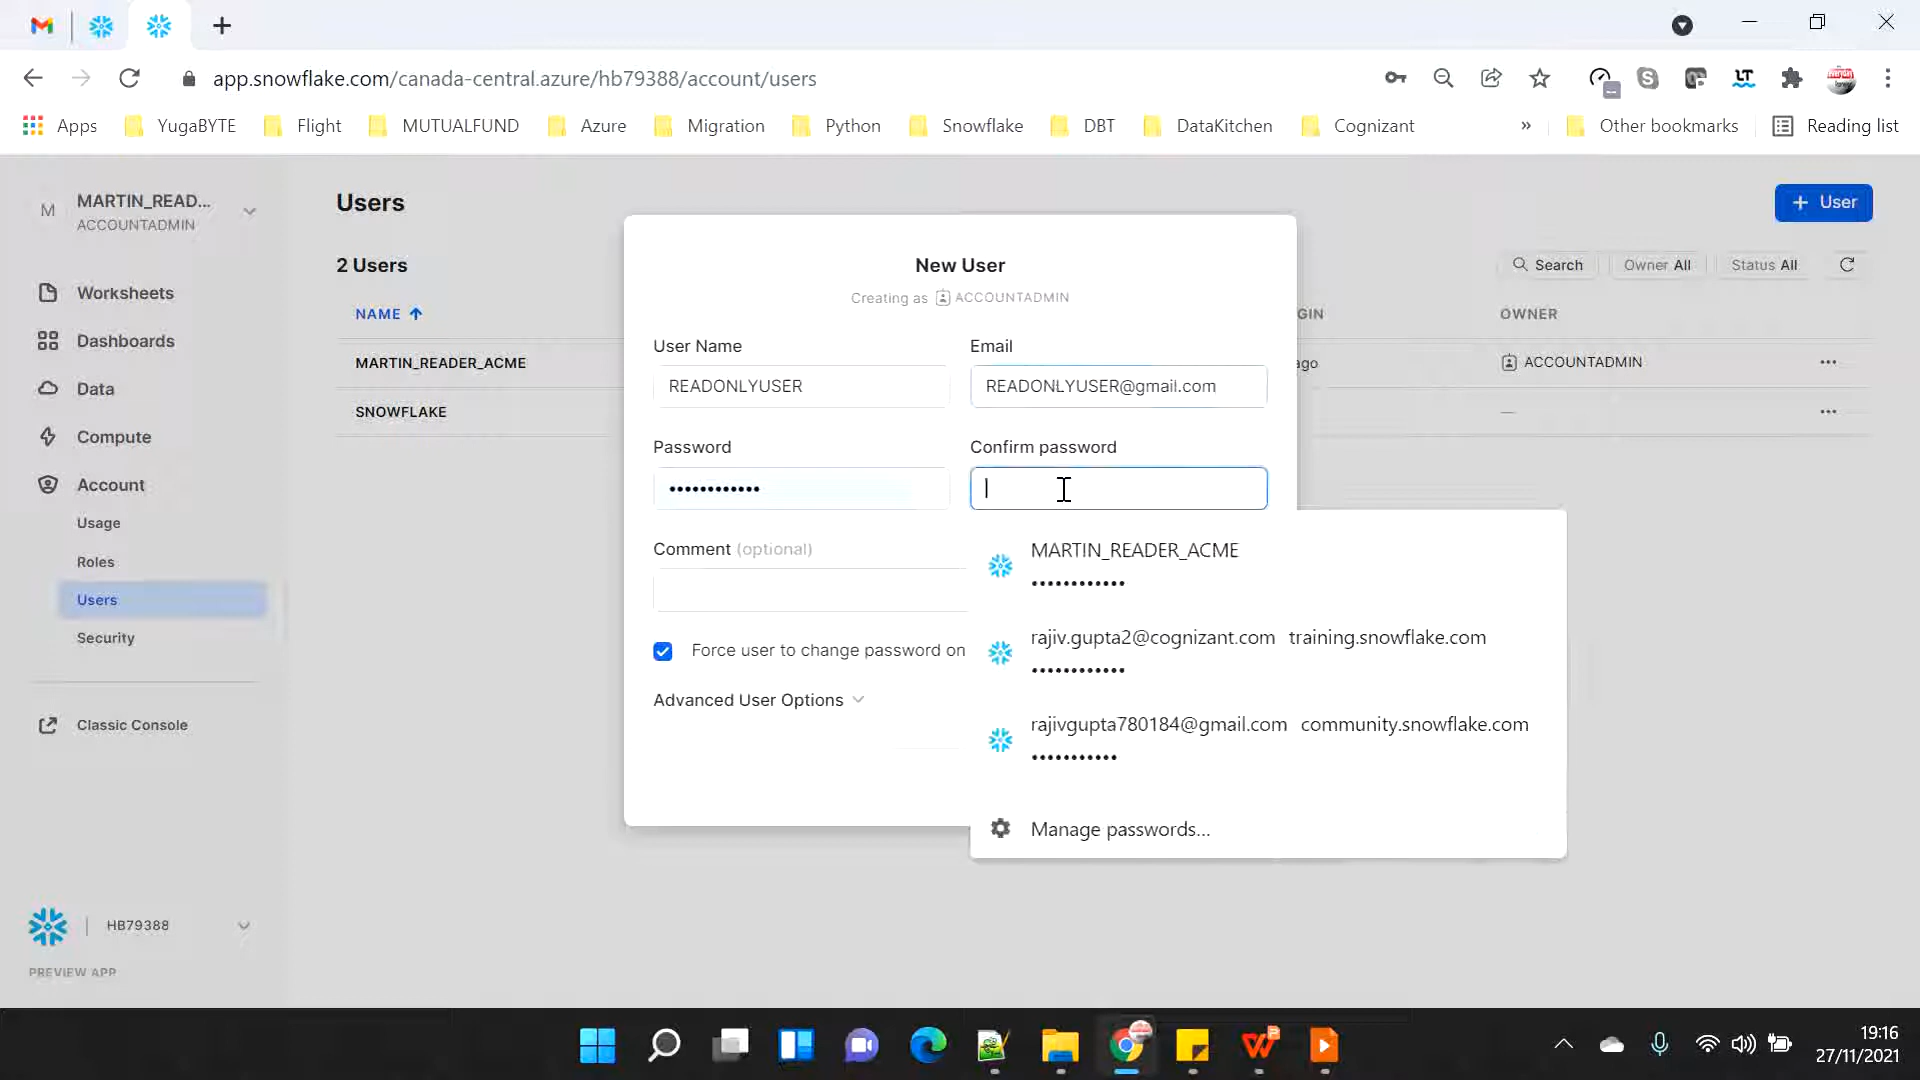 app.snowflake.com/canada-central.azure/hb79388/account/users
Apps YugaBYTE Flight MUTUALFUND Azure Migration Python Snowflake DBT DataKitchen Cognizant » Other bookmarks Reading list
M MARTIN_READ...
ACCOUNTADMIN
Worksheets
Dashboards
Data
Compute
Account
Usage
Roles
Users
Security
Classic Console
HB79388
PREVIEW APP
Users
+ User
2 Users
Search Owner All Status All
NAME GIN OWNER
MARTIN_READER_ACME ago ACCOUNTADMIN ...
SNOWFLAKE — ...
New User
Creating as ACCOUNTADMIN
User Name Email
READONLYUSER READONLYUSER@gmail.com
Password Confirm password
••••••••••••
Comment (optional)
Force user to change password on
Advanced User Options
MARTIN_READER_ACME
••••••••••••
rajiv.gupta2@cognizant.com training.snowflake.com
••••••••••••
rajivgupta780184@gmail.com community.snowflake.com
•••••••••••
Manage passwords...
19:16
27/11/2021